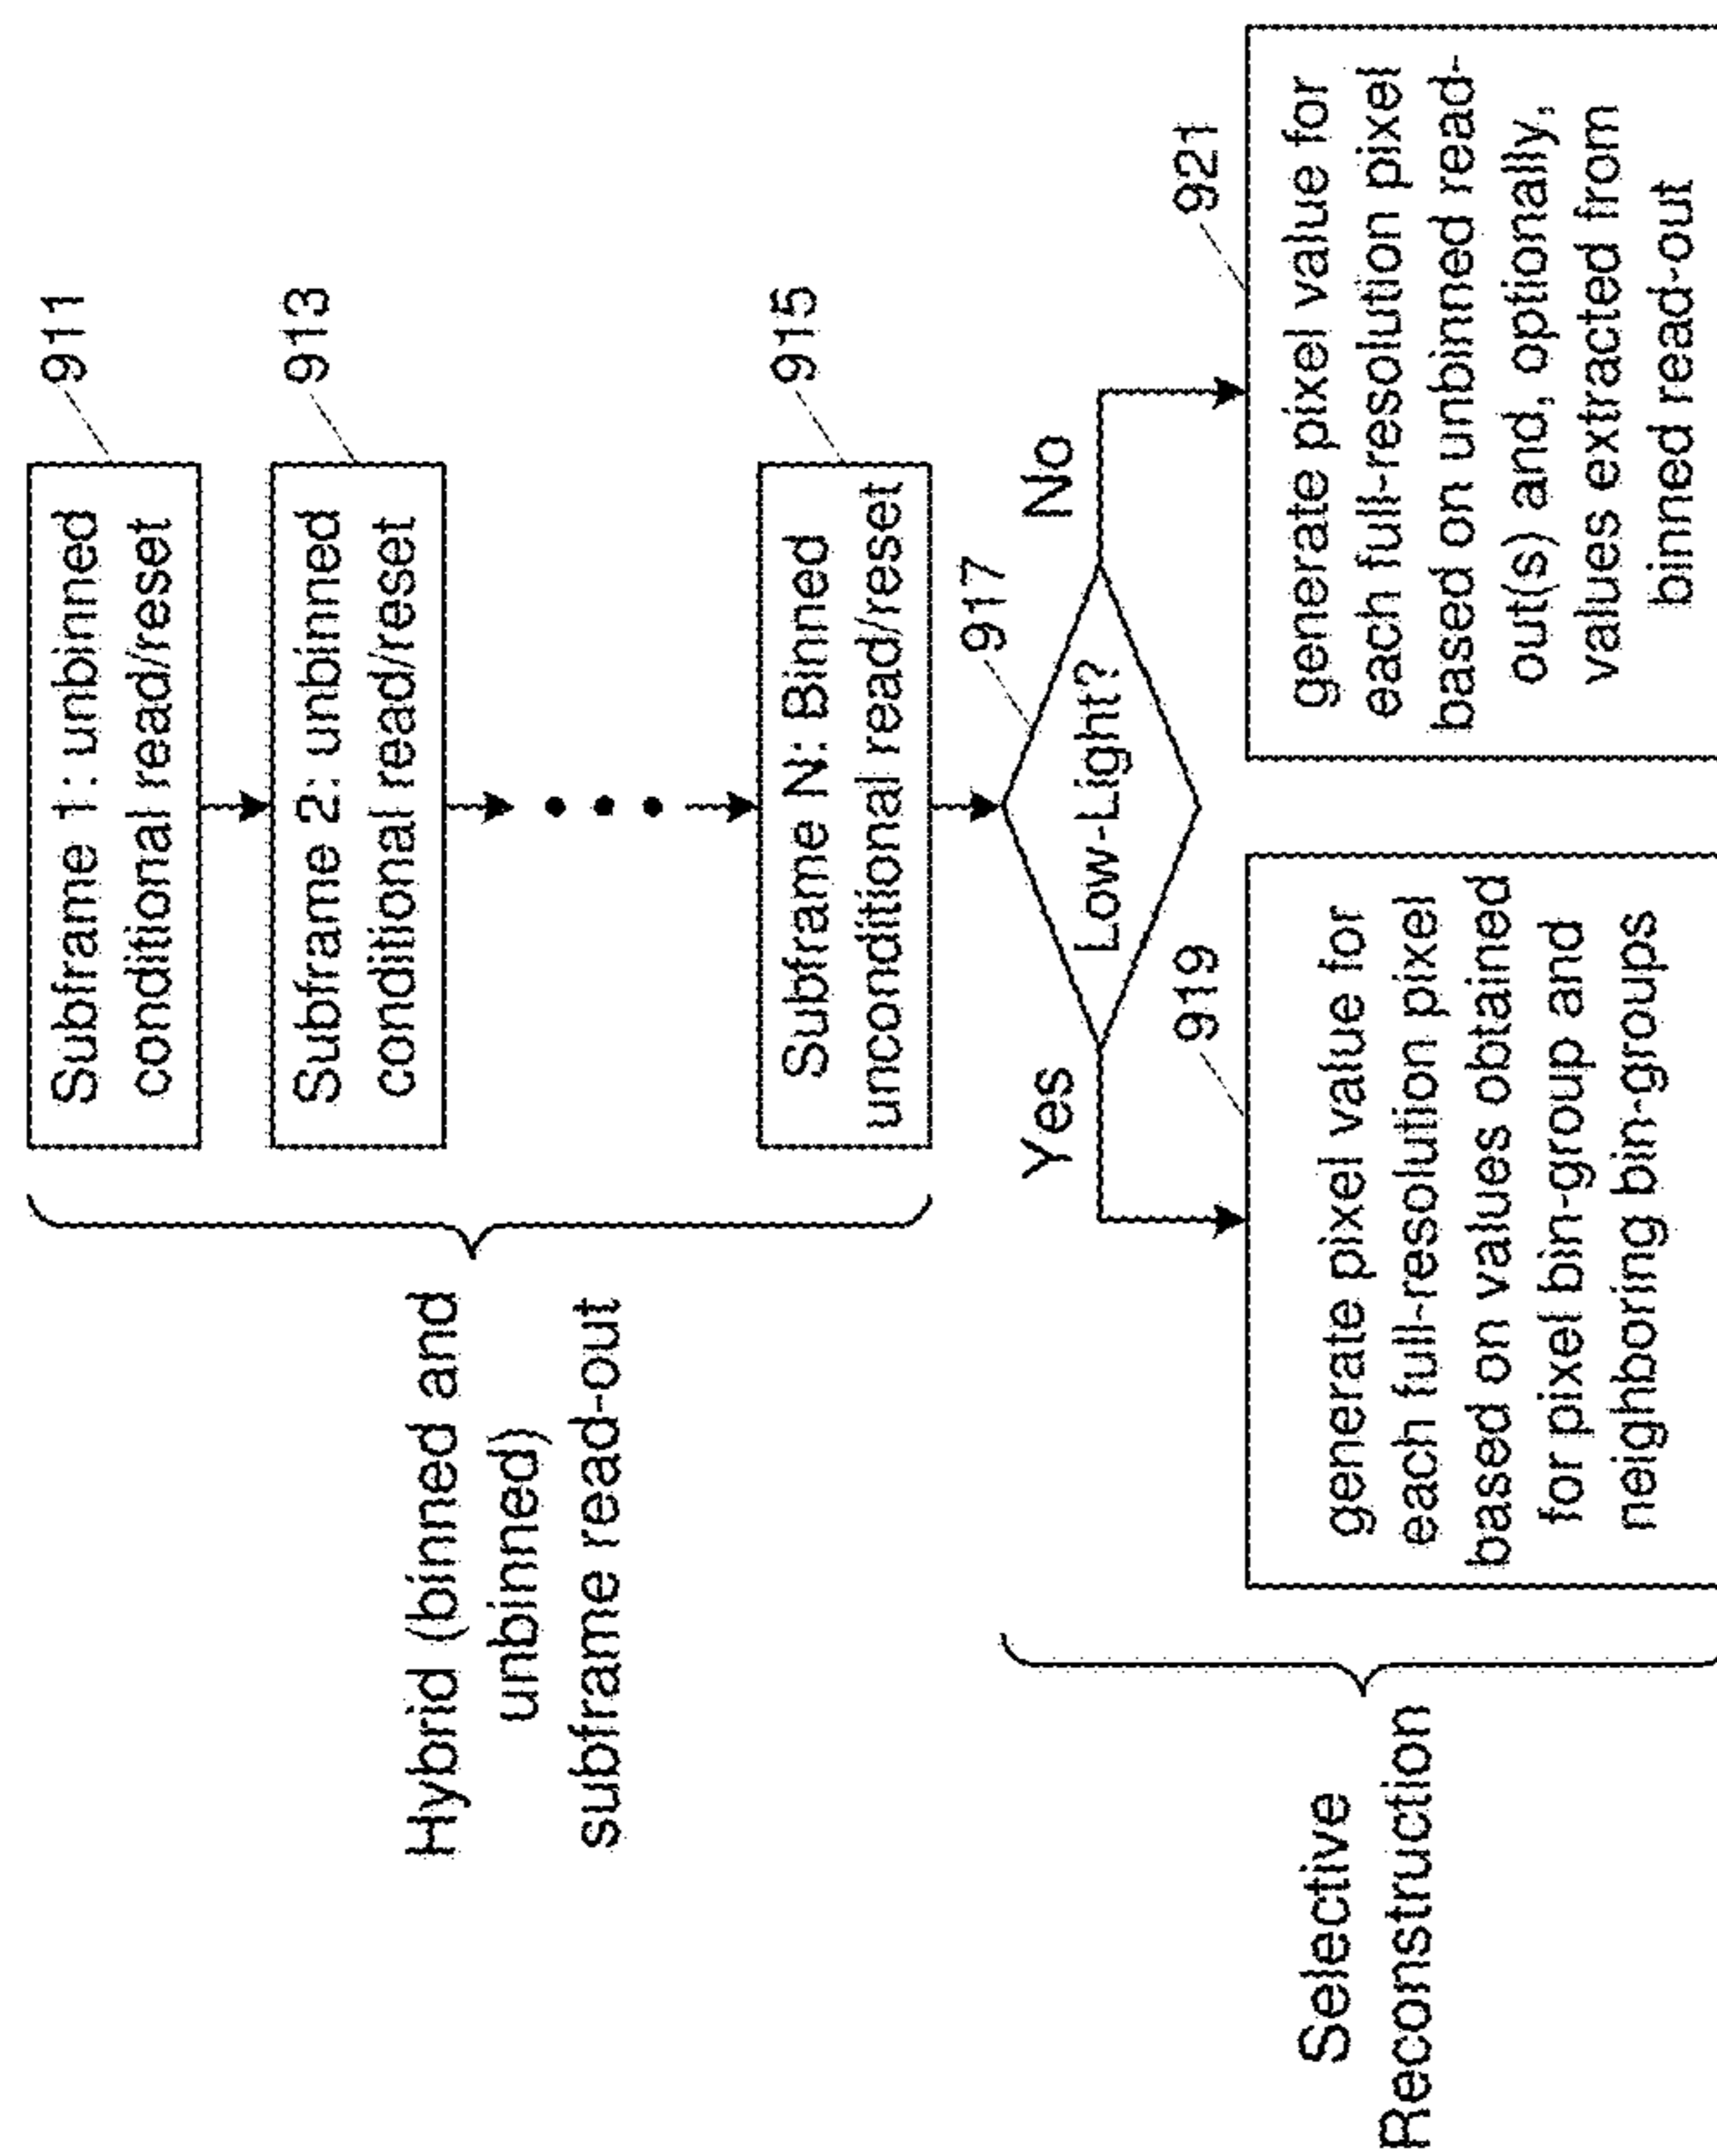 911
Subframe 1: unbinned
conditional read/reset
913
Subframe 2: unbinned
conditional read/reset
915
Subframe N: Binned
unconditional read/reset
Hybrid (binned and
unbinned)
subframe read-out
917
Low-Light?
Yes
No
919
generate pixel value for
each full-resolution pixel
based on values obtained
for pixel bin-group and
neighboring bin-groups
921
generate pixel value for
each full-resolution pixel
based on unbinned read-
out(s) and, optionally,
values extracted from
binned read-out
Selective
Reconstruction